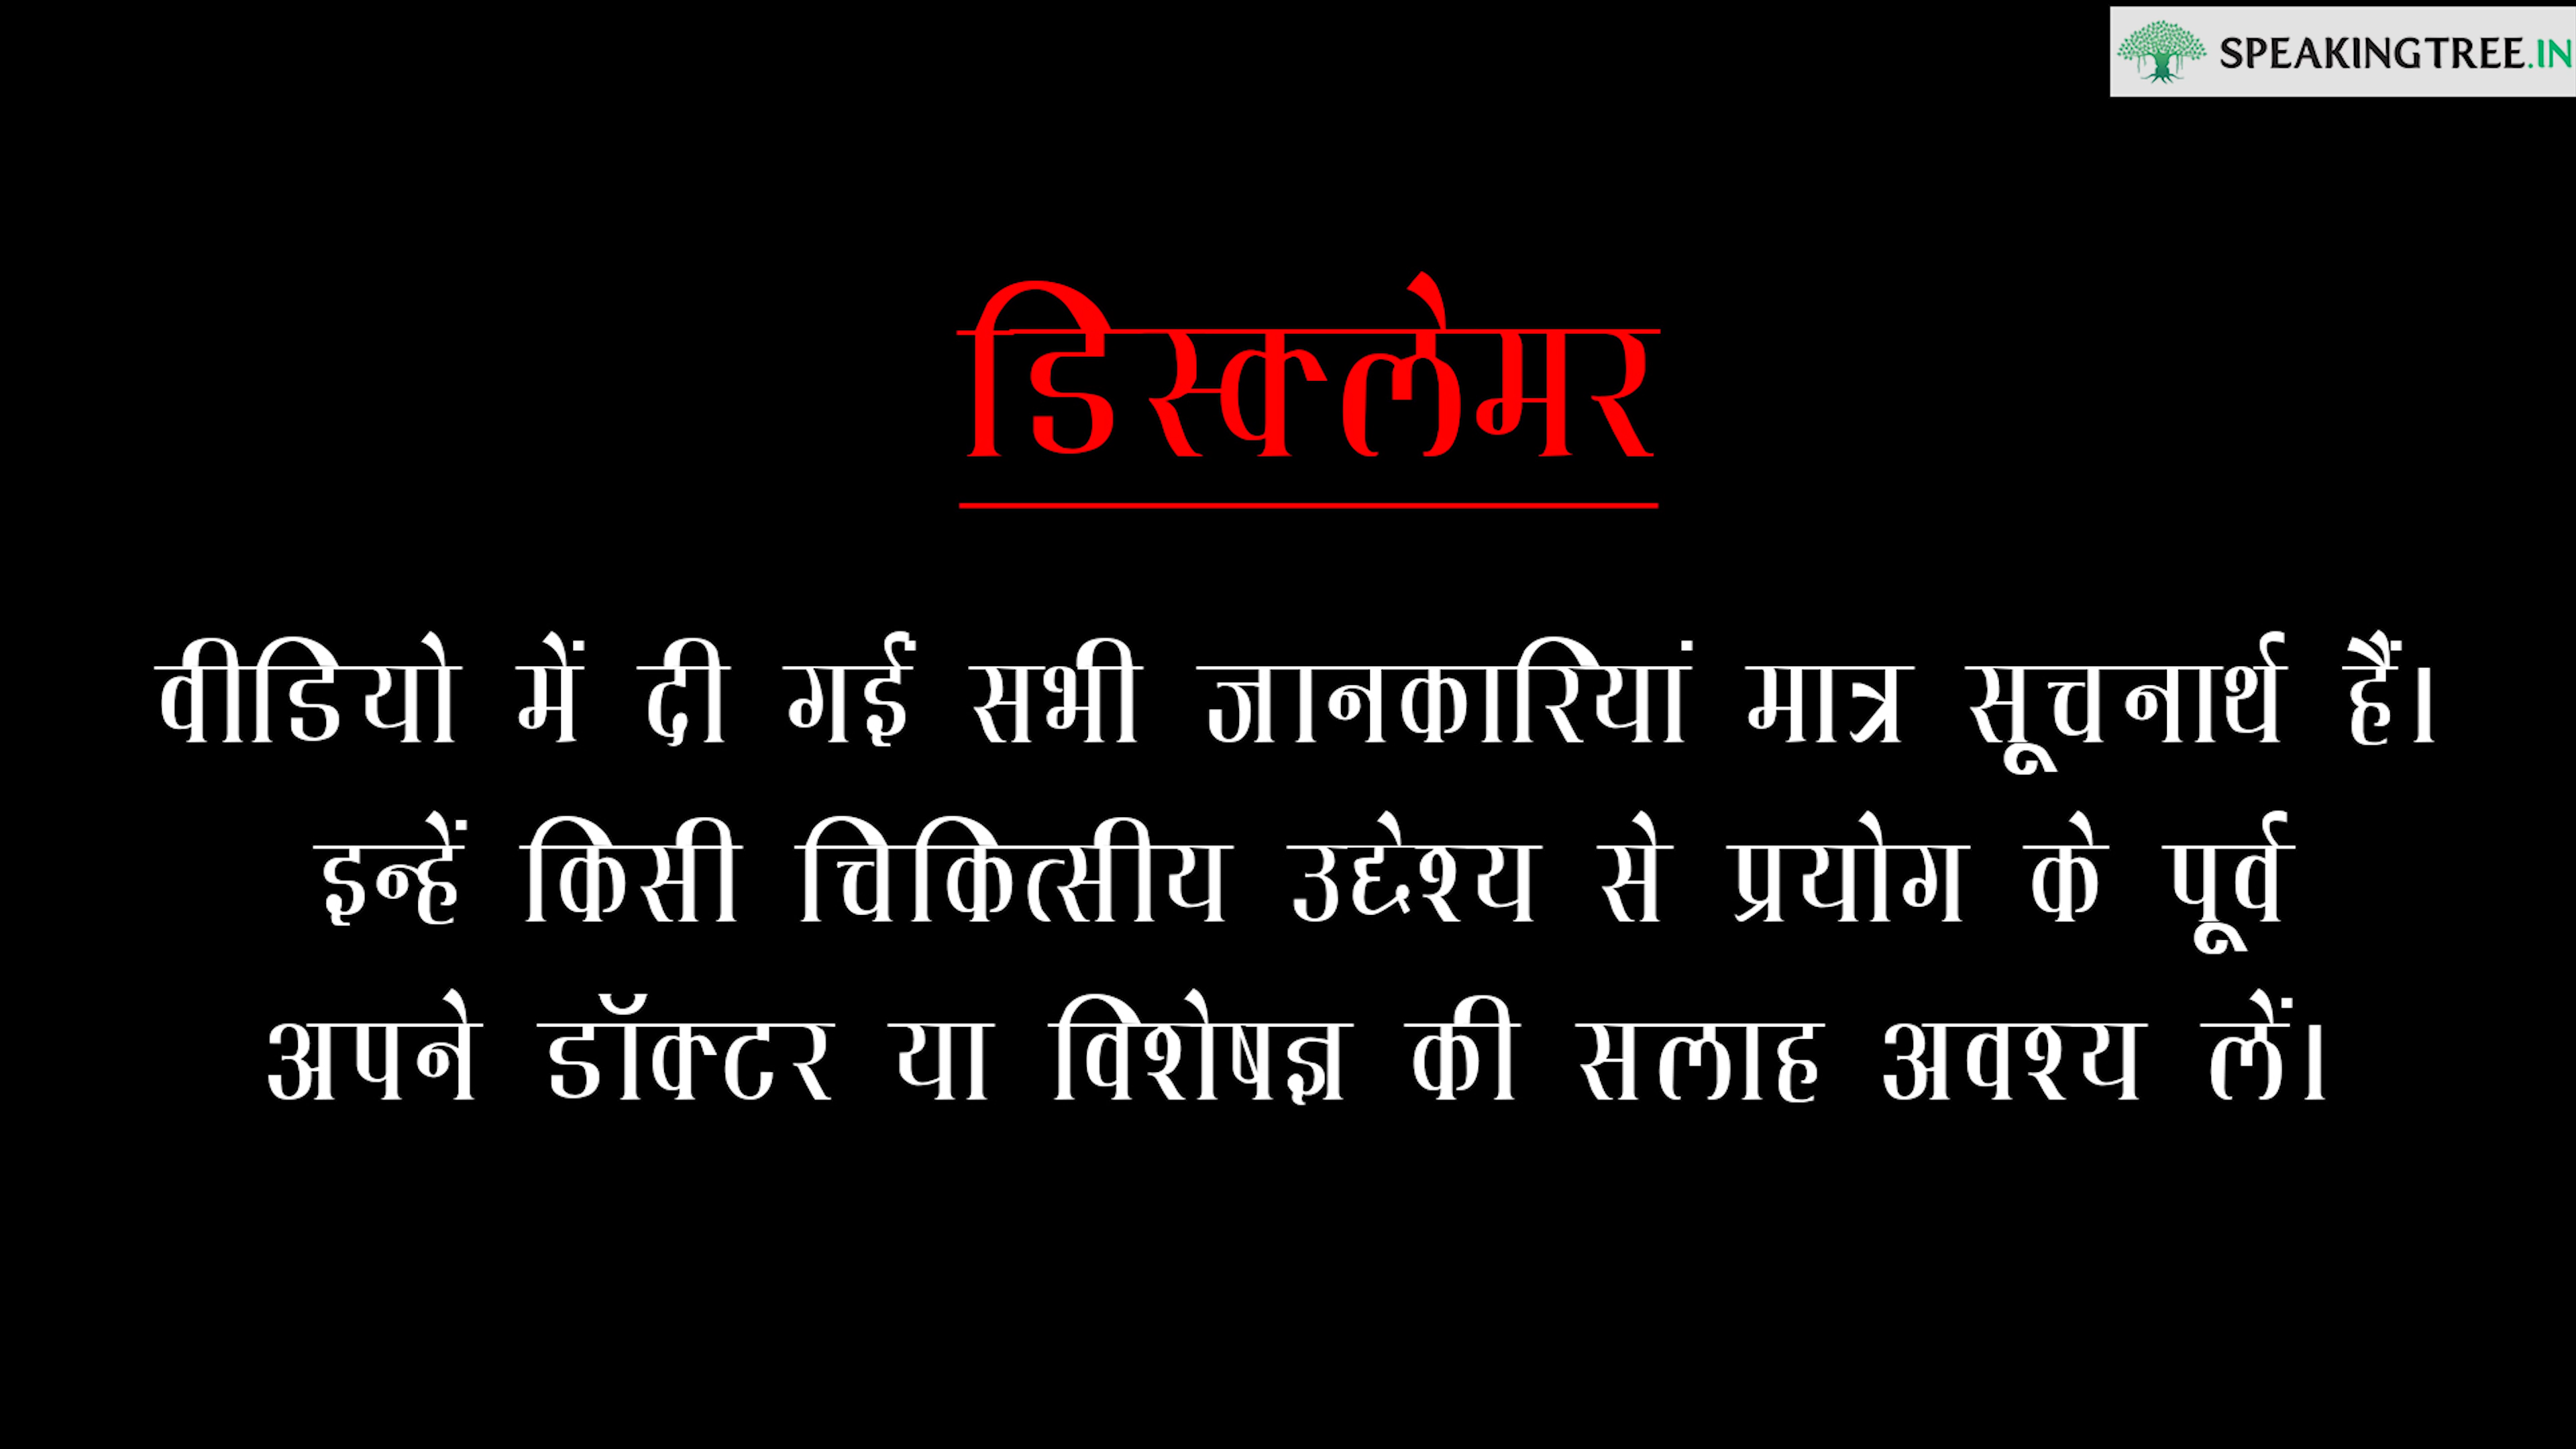 SPEAKINGTREE.IN
डिस्क्लेमर
वीडियो में दी गई सभी जानकारियां मात्र सूचनार्थ हैं।
इन्हें किसी चिकित्सीय उद्देश्य से प्रयोग के पूर्व
अपने डॉक्टर या विशेषज्ञ की सलाह अवश्य लें।